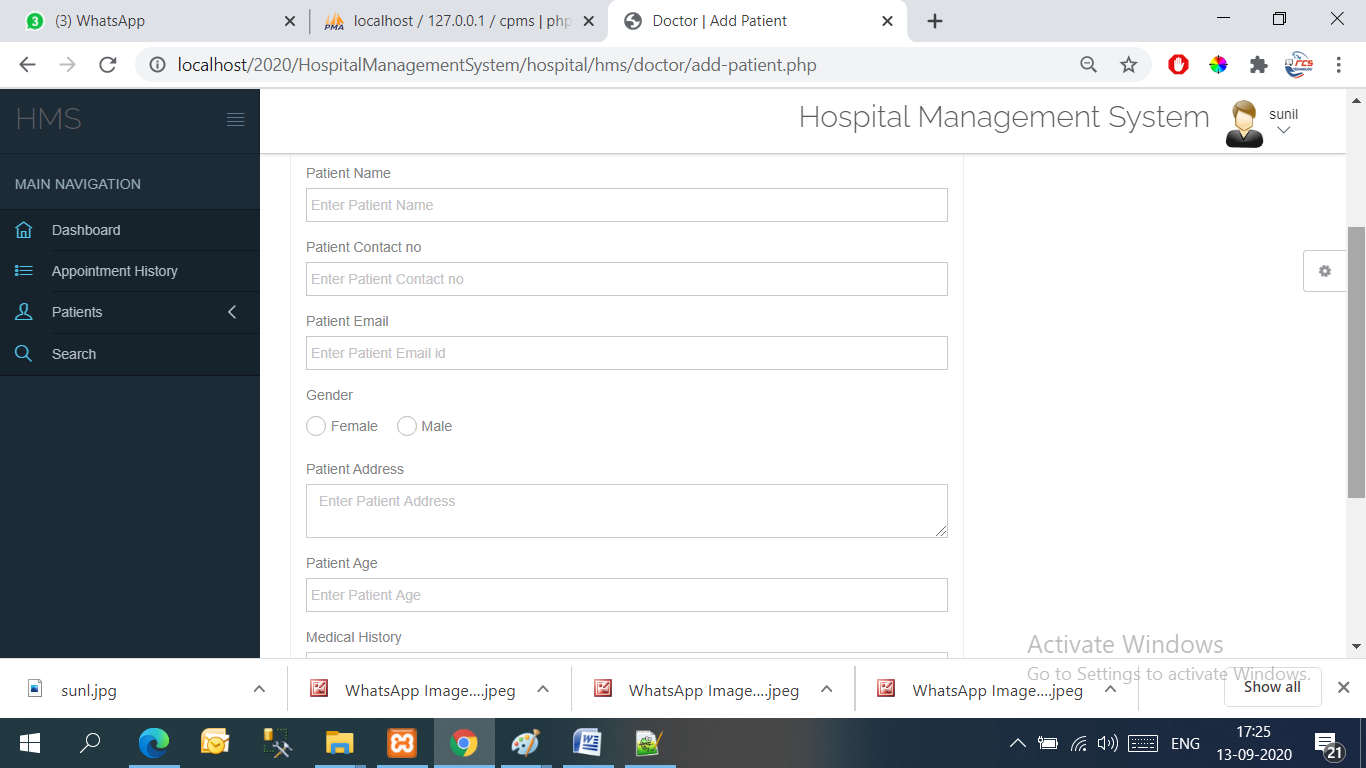 3 (3) WhatsApp
PMA localhost / 127.0.0.1 / cpms | php
Doctor | Add Patient
localhost/2020/HospitalManagementSystem/hospital/hms/doctor/add-patient.php
rcs
HMS
Hospital Management System
sunil
MAIN NAVIGATION
Dashboard
Appointment History
Patients
Search
Patient Name
Enter Patient Name
Patient Contact no
Enter Patient Contact no
Patient Email
Enter Patient Email id
Gender
Female Male
Patient Address
Enter Patient Address
Patient Age
Enter Patient Age
Medical History
Activate Windows
Go to Settings to activate Windows.
sunl.jpg
WhatsApp Image....jpeg
WhatsApp Image....jpeg
WhatsApp Image....jpeg
Show all
ENG
17:25
13-09-2020
21